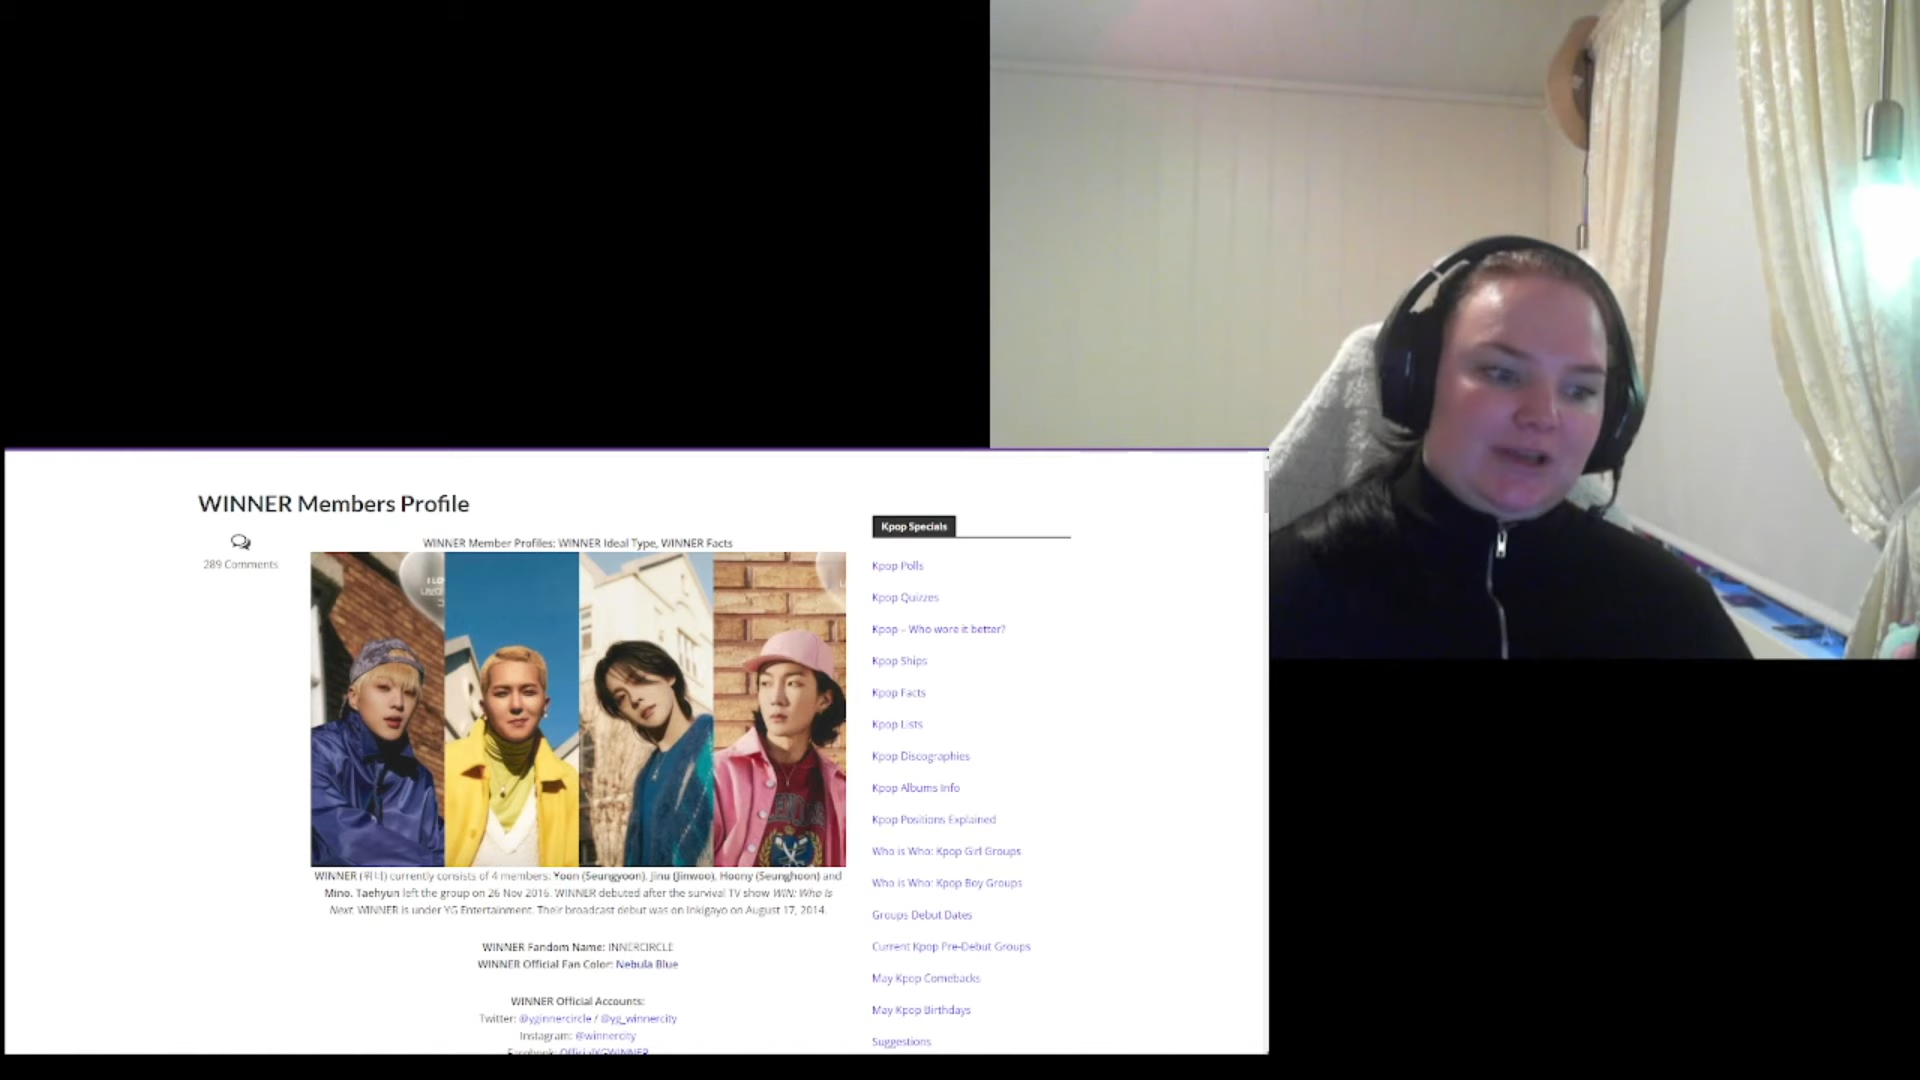 WINNER Members Profile
289 Comments
WINNER Member Profiles: WINNER Ideal Type, WINNER Facts
I LO
WINNER (위너) currently consists of 4 members: Yoon (Seungyoon), Jinu (Jinwoo), Hoony (Seunghoon) and
Mino. Taehyun left the group on 26 Nov 2016. WINNER debuted after the survival TV show WIN: Who Is
Next. WINNER is under YG Entertainment. Their broadcast debut was on Inkigayo on August 17, 2014.
WINNER Fandom Name: INNERCIRCLE
WINNER Official Fan Color: Nebula Blue
WINNER Official Accounts:
Twitter: @yginnercircle / @yg_winnercity
Instagram: @winnercity
Facebook: OfficialYGWINNER
Kpop Specials
Kpop Polls
Kpop Quizzes
Kpop – Who wore it better?
Kpop Ships
Kpop Facts
Kpop Lists
Kpop Discographies
Kpop Albums Info
Kpop Positions Explained
Who is Who: Kpop Girl Groups
Who is Who: Kpop Boy Groups
Groups Debut Dates
Current Kpop Pre-Debut Groups
May Kpop Comebacks
May Kpop Birthdays
Suggestions